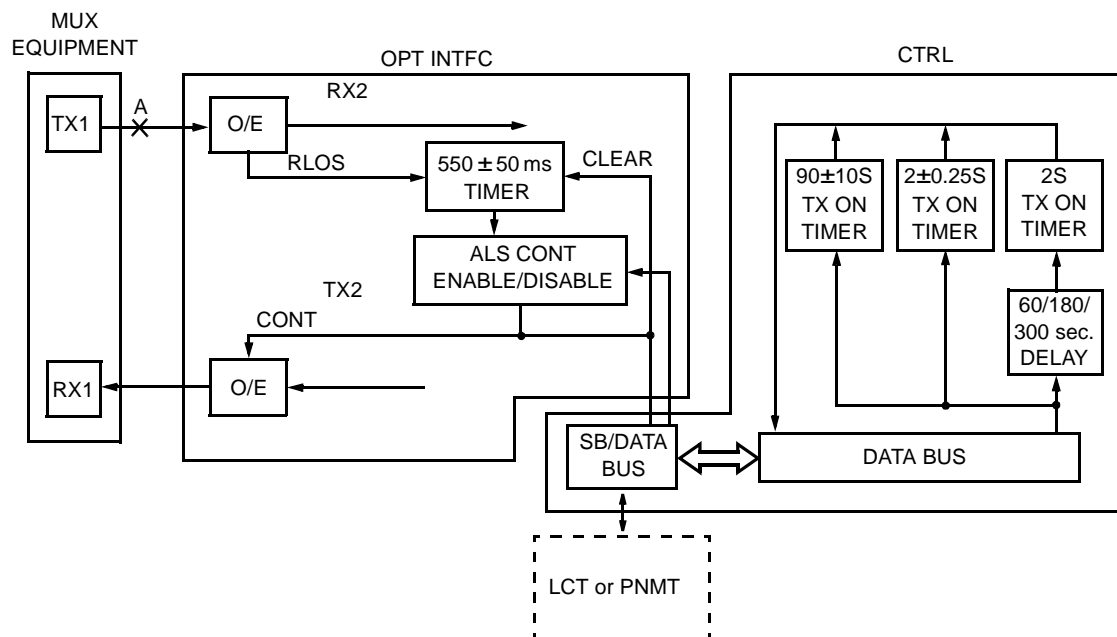 MUX
EQUIPMENT
OPT INTFC
CTRL
TX1
A
O/E
RX2
RLOS
550 ± 50 ms
TIMER
CLEAR
90±10S
TX ON
TIMER
2±0.25S
TX ON
TIMER
2S
TX ON
TIMER
ALS CONT
ENABLE/DISABLE
TX2
CONT
60/180/
300 sec.
DELAY
RX1
O/E
SB/DATA
BUS
DATA BUS
LCT or PNMT